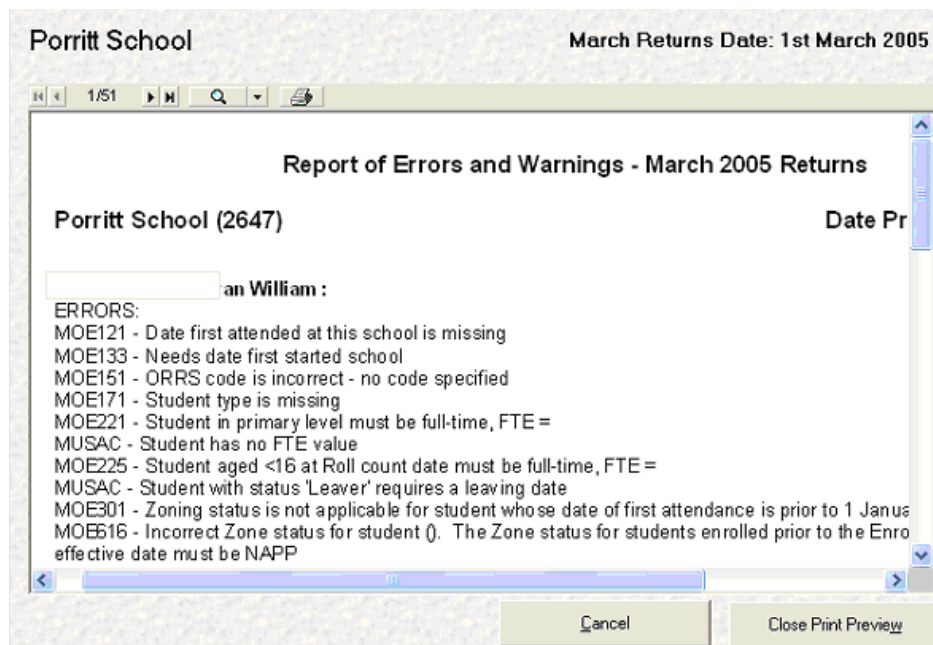 Porritt School
March Returns Date: 1st March 2005
1/51
Report of Errors and Warnings - March 2005 Returns
Porritt School (2647)
Date Pr
an William :
ERRORS:
MOE121 - Date first attended at this school is missing
MOE133 - Needs date first started school
MOE151 - ORRS code is incorrect - no code specified
MOE171 - Student type is missing
MOE221 - Student in primary level must be full-time, FTE =
MUSAC - Student has no FTE value
MOE225 - Student aged <16 at Roll count date must be full-time, FTE =
MUSAC - Student with status 'Leaver' requires a leaving date
MOE301 - Zoning status is not applicable for student whose date of first attendance is prior to 1 Janua
MOE616 - Incorrect Zone status for student (). The Zone status for students enrolled prior to the Enro
effective date must be NAPP
Cancel
Close Print Preview